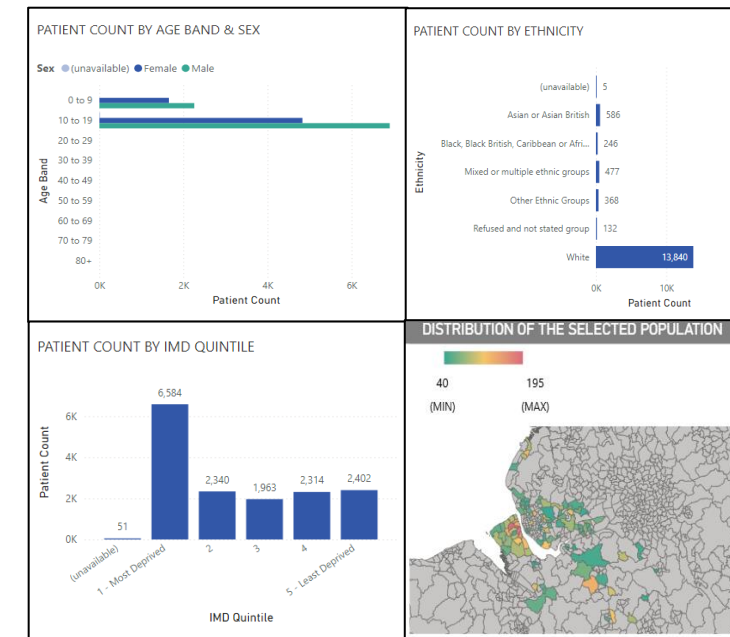 PATIENT COUNT BY AGE BAND & SEX
Sex (unavailable) Female Male
Age Band
0 to 9
10 to 19
20 to 29
30 to 39
40 to 49
50 to 59
60 to 69
70 to 79
80+
0K 2K 4K 6K
Patient Count
PATIENT COUNT BY ETHNICITY
Ethnicity
(unavailable) 5
Asian or Asian British 586
Black, Black British, Caribbean or Afri... 246
Mixed or multiple ethnic groups 477
Other Ethnic Groups 368
Refused and not stated group 132
White 13,840
0K 10K
Patient Count
PATIENT COUNT BY IMD QUINTILE
Patient Count
6K
4K
2K
0K
51
6,584
2,340
1,963
2,314
2,402
(unavailable)
1 - Most Deprived
2
3
4
5 - Least Deprived
IMD Quintile
DISTRIBUTION OF THE SELECTED POPULATION
40 195
(MIN) (MAX)